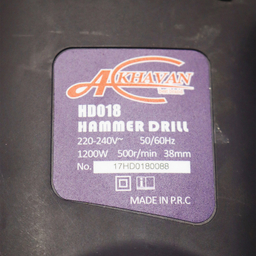 AKHAVAN
HD018
HAMMER DRILL
220-240V~ 50/60Hz
1200W 500r/min 38mm
No. 17HD0180088
MADE IN P.R.C